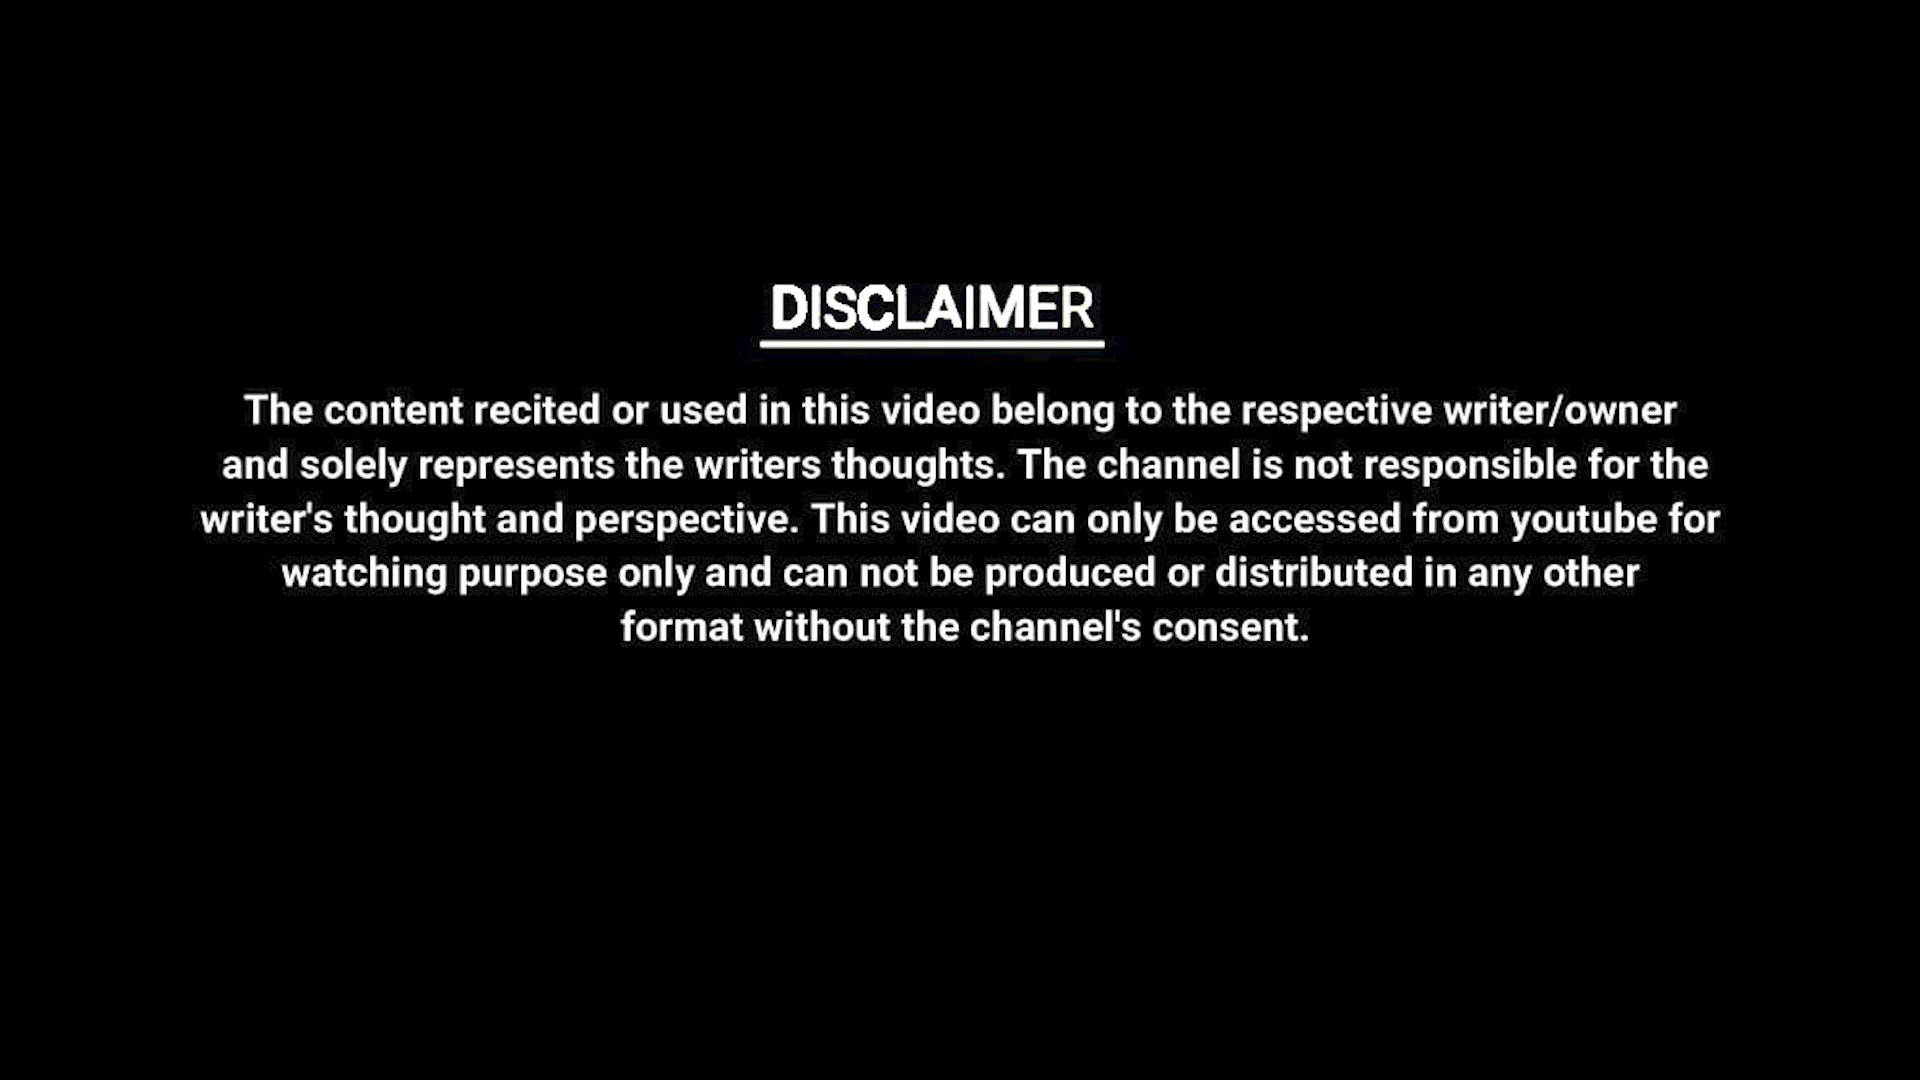 DISCLAIMER
The content recited or used in this video belong to the respective writer/owner
and solely represents the writers thoughts. The channel is not responsible for the
writer's thought and perspective. This video can only be accessed from youtube for
watching purpose only and can not be produced or distributed in any other
format without the channel's consent.